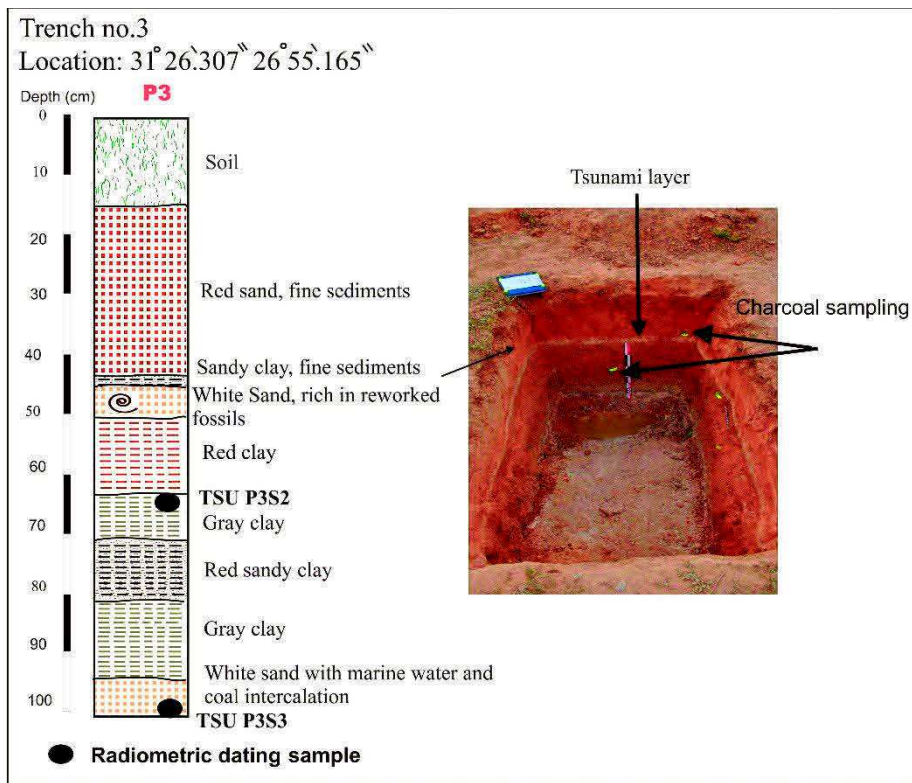 Trench no.3
Location: 31° 26.307‶ 26° 55.165‶
Depth (cm)
P3
0
10
20
30
40
50
60
70
80
90
100
Soil
Red sand, fine sediments
Sandy clay, fine sediments
White Sand, rich in reworked
fossils
Red clay
TSU P3S2
Gray clay
Red sandy clay
Gray clay
White sand with marine water and
coal intercalation
TSU P3S3
Radiometric dating sample
Tsunami layer
Charcoal sampling